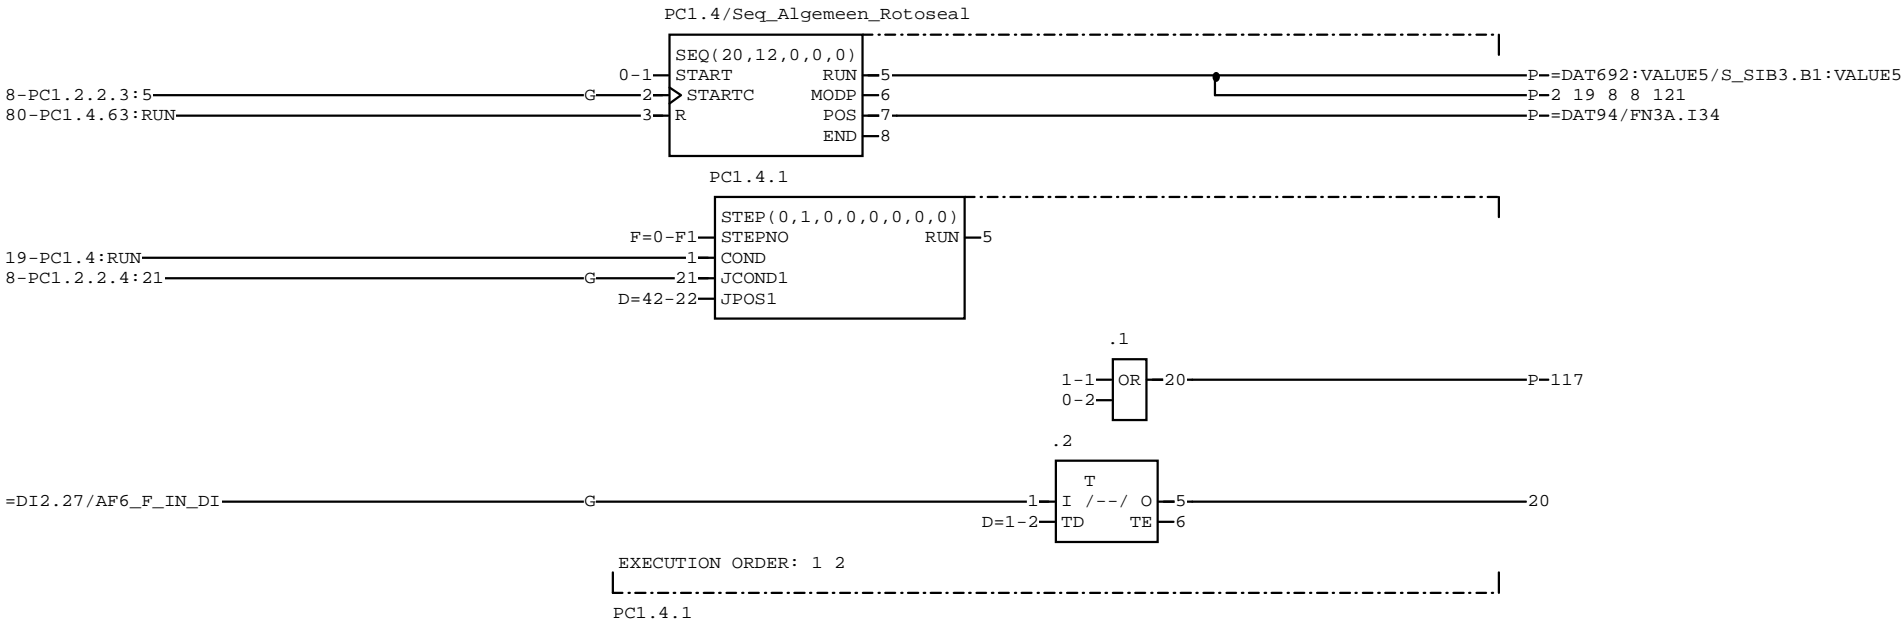 PC1.4/Seq_Algemeen_Rotoseal
SEQ(20,12,0,0,0)
0-1 START RUN 5 P-=DAT692:VALUE5/S_SIB3.B1:VALUE5
8-PC1.2.2.3:5 G 2 STARTC MODP 6 P-2 19 8 8 121
80-PC1.4.63:RUN 3 R POS 7 P-=DAT94/FN3A.I34
END 8
PC1.4.1
STEP(0,1,0,0,0,0,0,0)
F=0-F1 STEPNO RUN 5
19-PC1.4:RUN 1 COND
8-PC1.2.2.4:21 G 21 JCOND1
D=42-22 JPOS1
.1
1-1 OR 20 P-117
0-2
.2
T
=DI2.27/AF6_F_IN_DI G 1 I /--/ O 5 20
D=1-2 TD TE 6
EXECUTION ORDER: 1 2
PC1.4.1